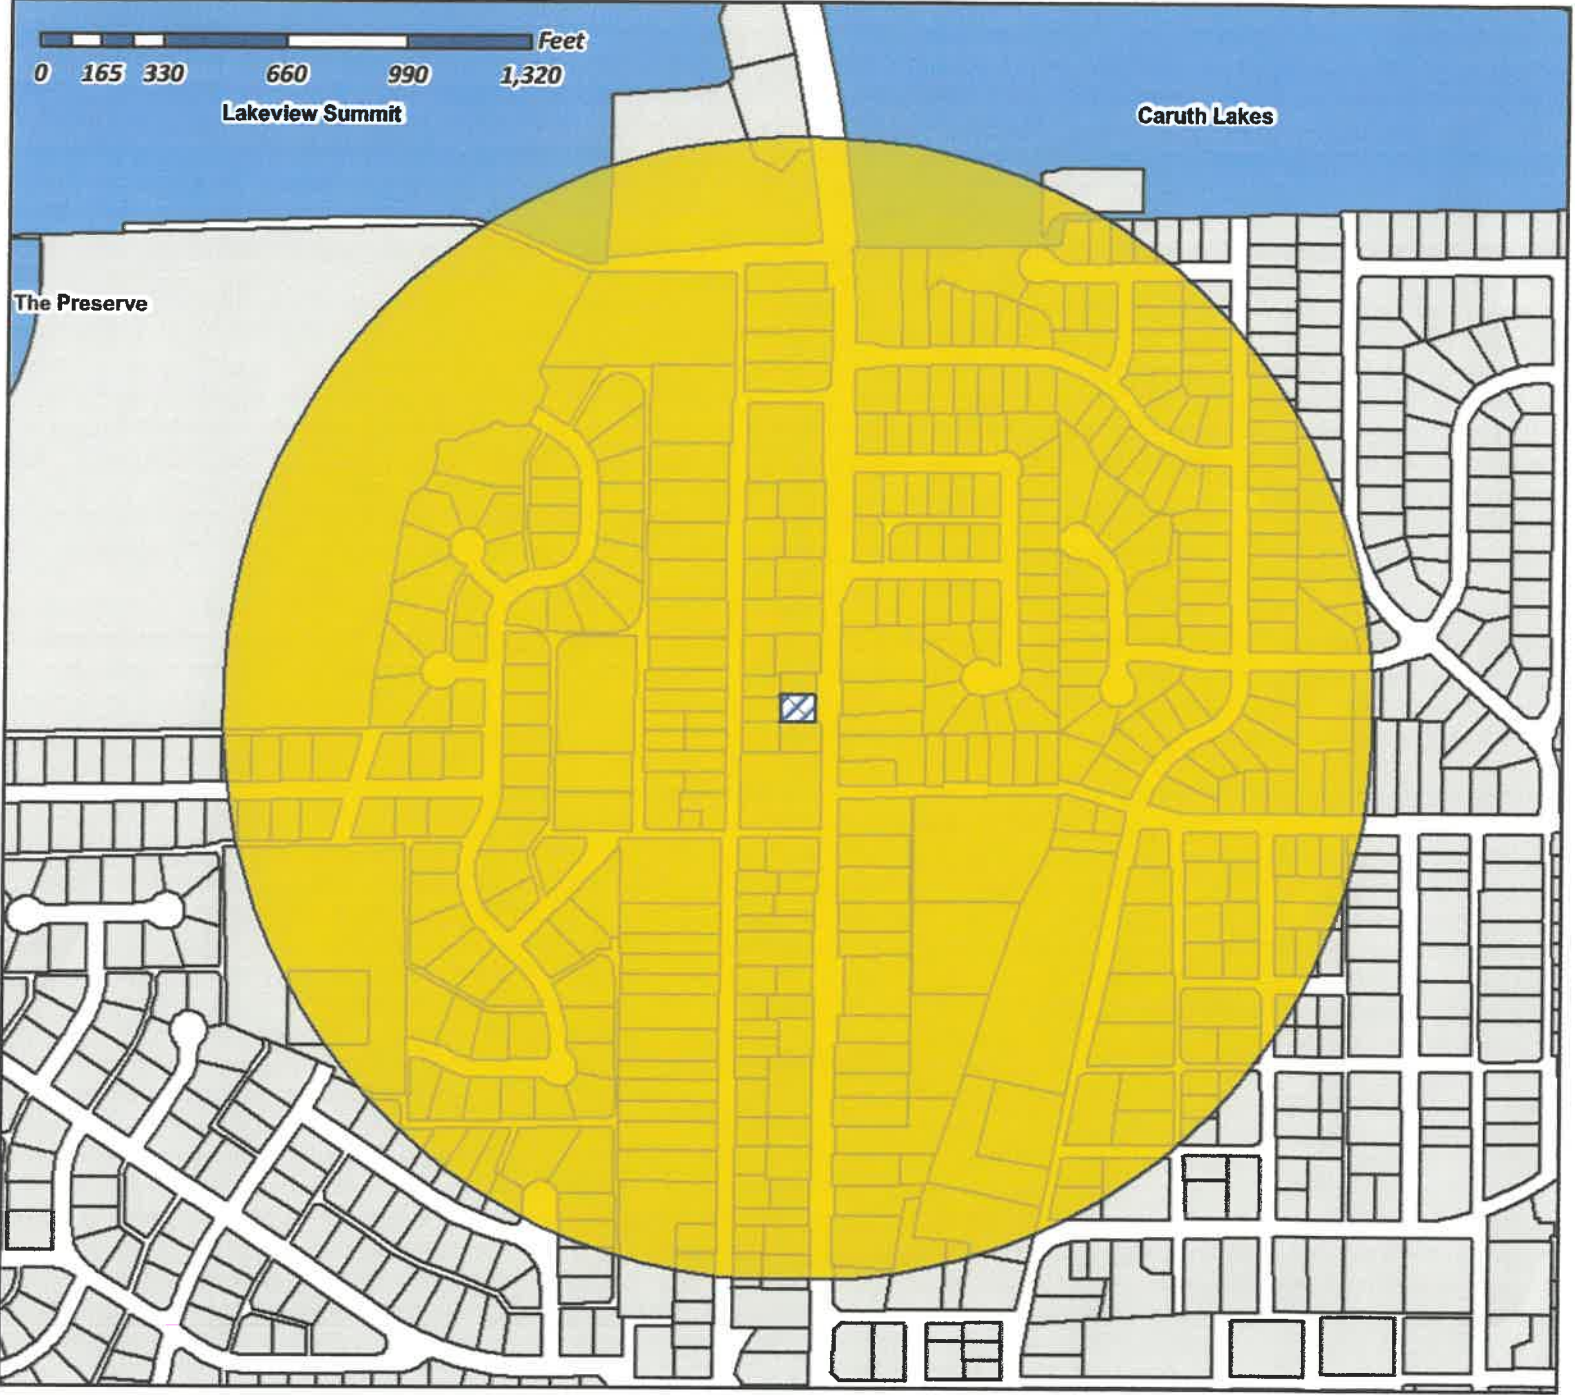 Feet
0 165 330 660 990 1,320
Lakeview Summit
Caruth Lakes
The Preserve